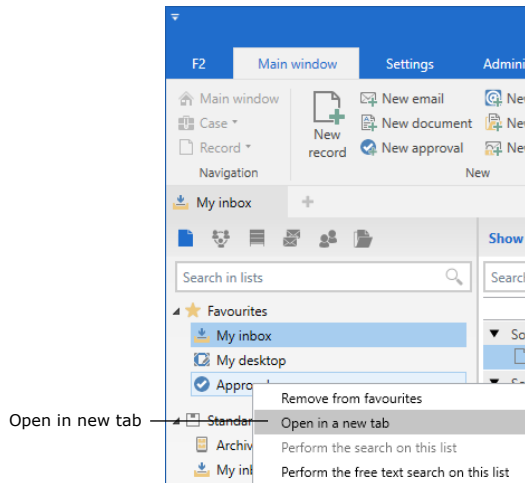 F2 Main window Settings
Main window
Case
Record
Navigation
New
record
New email
New document
New approval
New
My inbox
Show
Search in lists
Favourites
My inbox
My desktop
Remove from favourites
Open in new tab
Open in a new tab
Perform the search on this list
My
Perform the free text search on this list